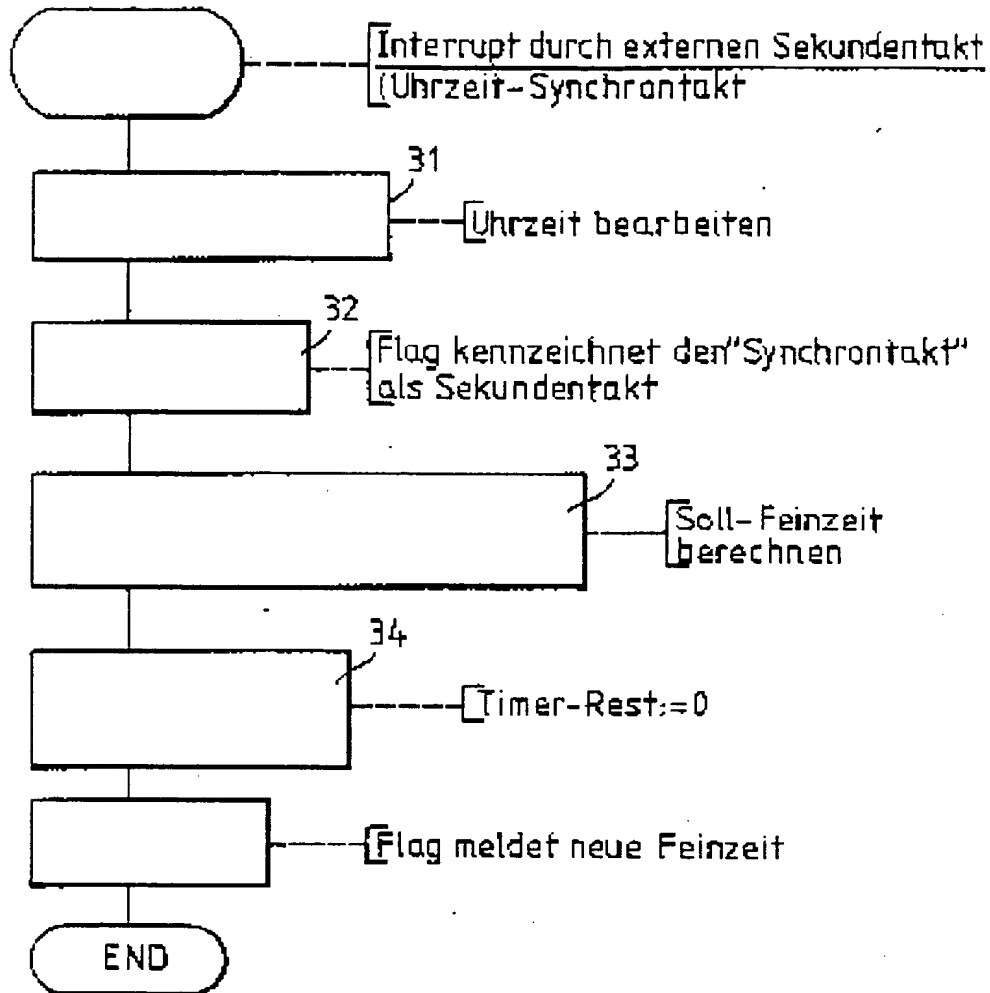 Interrupt durch externen Sekundentakt
(Uhrzeit-Synchrontakt
31
Uhrzeit bearbeiten
32
Flag kennzeichnet den"Synchrontakt"
als Sekundentakt
33
Soll-Feinzeit
berechnen
34
Timer-Rest:=0
Flag meldet neue Feinzeit
END